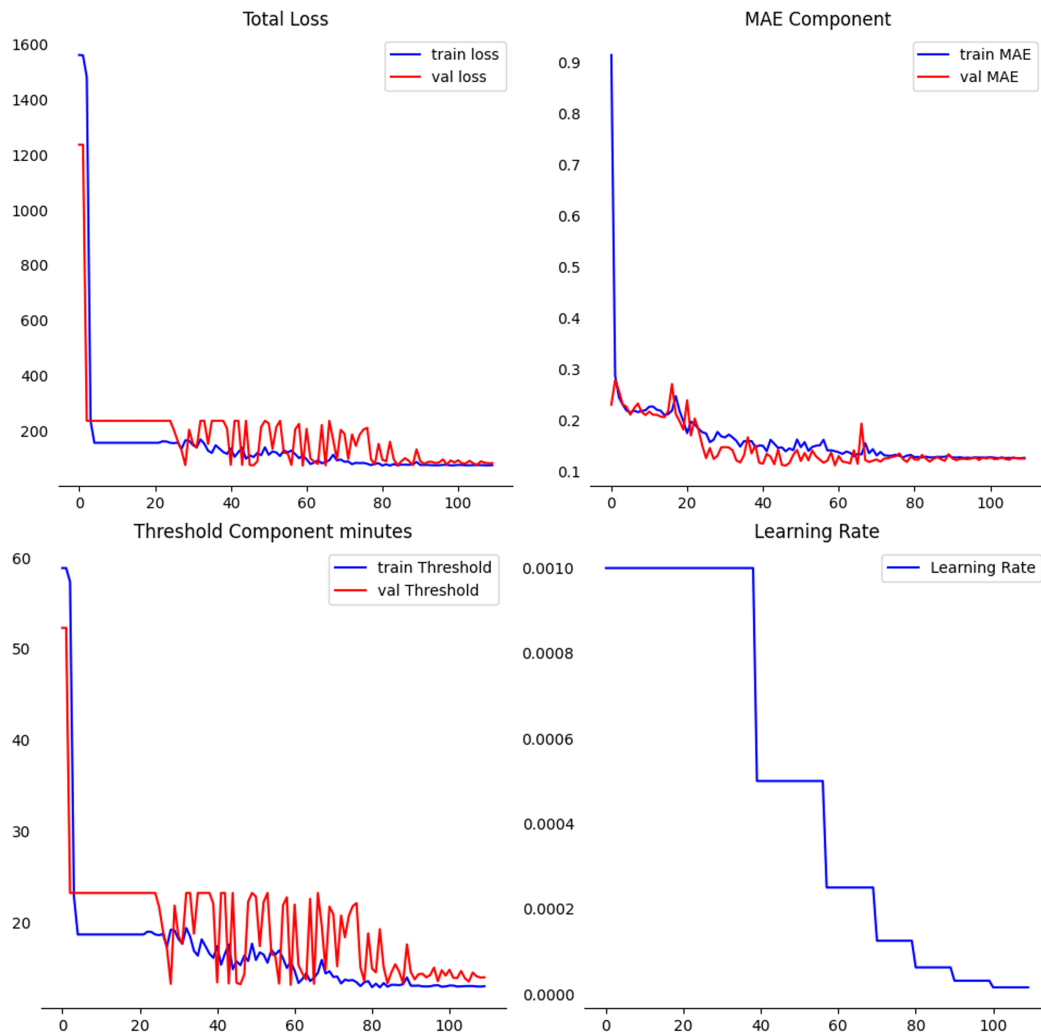 Total Loss
1600
1400
1200
1000
800
600
400
200
0 20 40 60 80 100
train loss
val loss
MAE Component
0.9
0.8
0.7
0.6
0.5
0.4
0.3
0.2
0.1
0 20 40 60 80 100
train MAE
val MAE
Threshold Component minutes
60
50
40
30
20
0 20 40 60 80 100
train Threshold
val Threshold
Learning Rate
0.0010
0.0008
0.0006
0.0004
0.0002
0.0000
0 20 40 60 80 100
Learning Rate